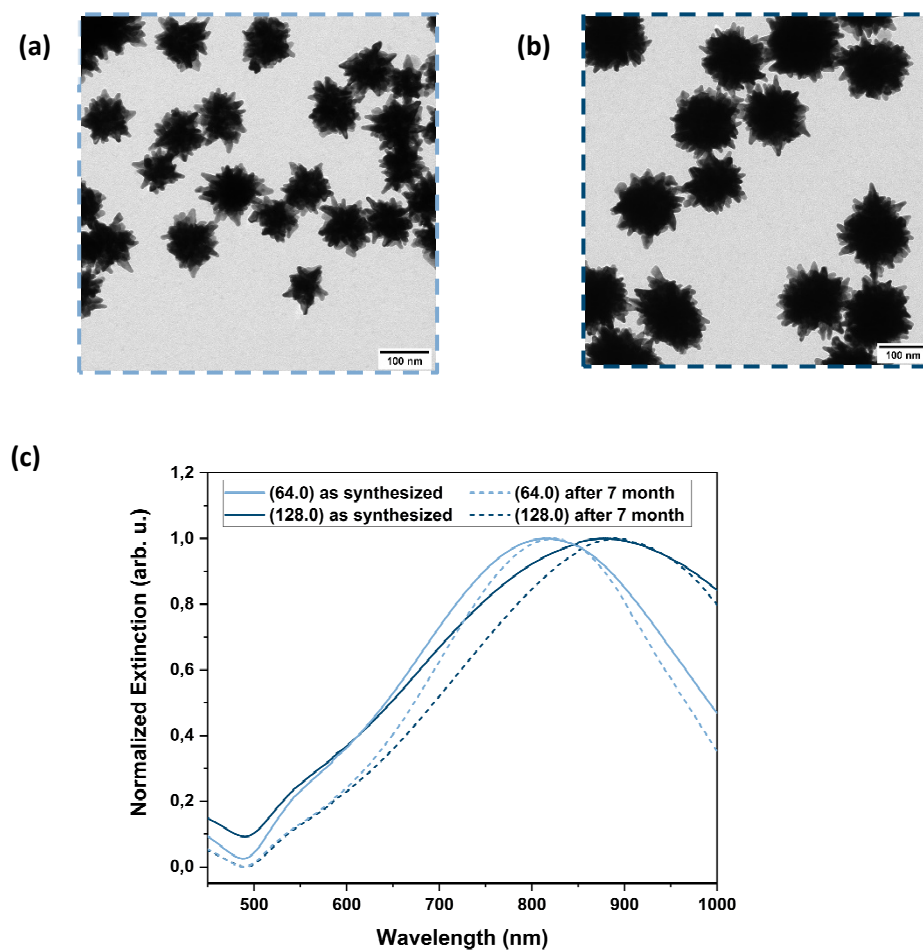 (a)
(b)
100 nm
100 nm
(c)
1,2
1,0
0,8
0,6
0,4
0,2
0,0
Normalized Extinction (arb. u.)
(64.0) as synthesized
(64.0) after 7 month
(128.0) as synthesized
(128.0) after 7 month
500
600
700
800
900
1000
Wavelength (nm)